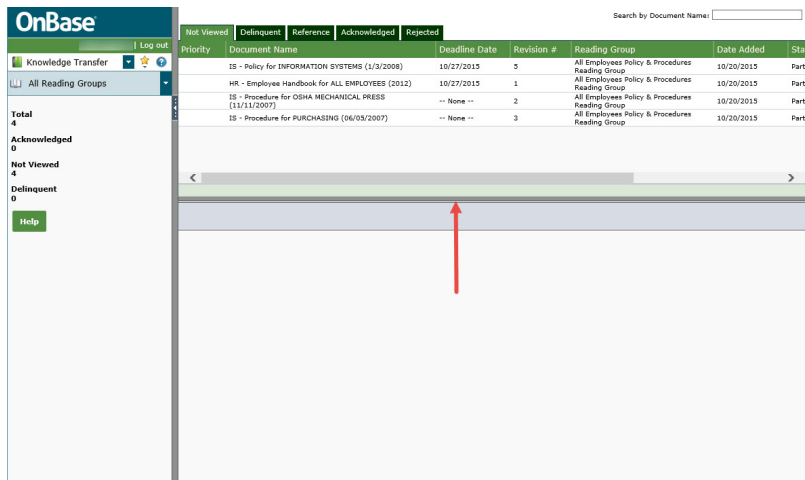 OnBase
| Log out
Knowledge Transfer
All Reading Groups
Total
4
Acknowledged
0
Not Viewed
4
Delinquent
0
Help
Search by Document Name:
Not Viewed Delinquent Reference Acknowledged Rejected
Priority Document Name Deadline Date Revision # Reading Group Date Added Sta
IS - Policy for INFORMATION SYSTEMS (1/3/2008) 10/27/2015 5 All Employees Policy & Procedures Reading Group 10/20/2015 Part
HR - Employee Handbook for ALL EMPLOYEES (2012) 10/27/2015 1 All Employees Policy & Procedures Reading Group 10/20/2015 Part
IS - Procedure for OSHA MECHANICAL PRESS (11/11/2007) -- None -- 2 All Employees Policy & Procedures Reading Group 10/20/2015 Part
IS - Procedure for PURCHASING (06/05/2007) -- None -- 3 All Employees Policy & Procedures Reading Group 10/20/2015 Part